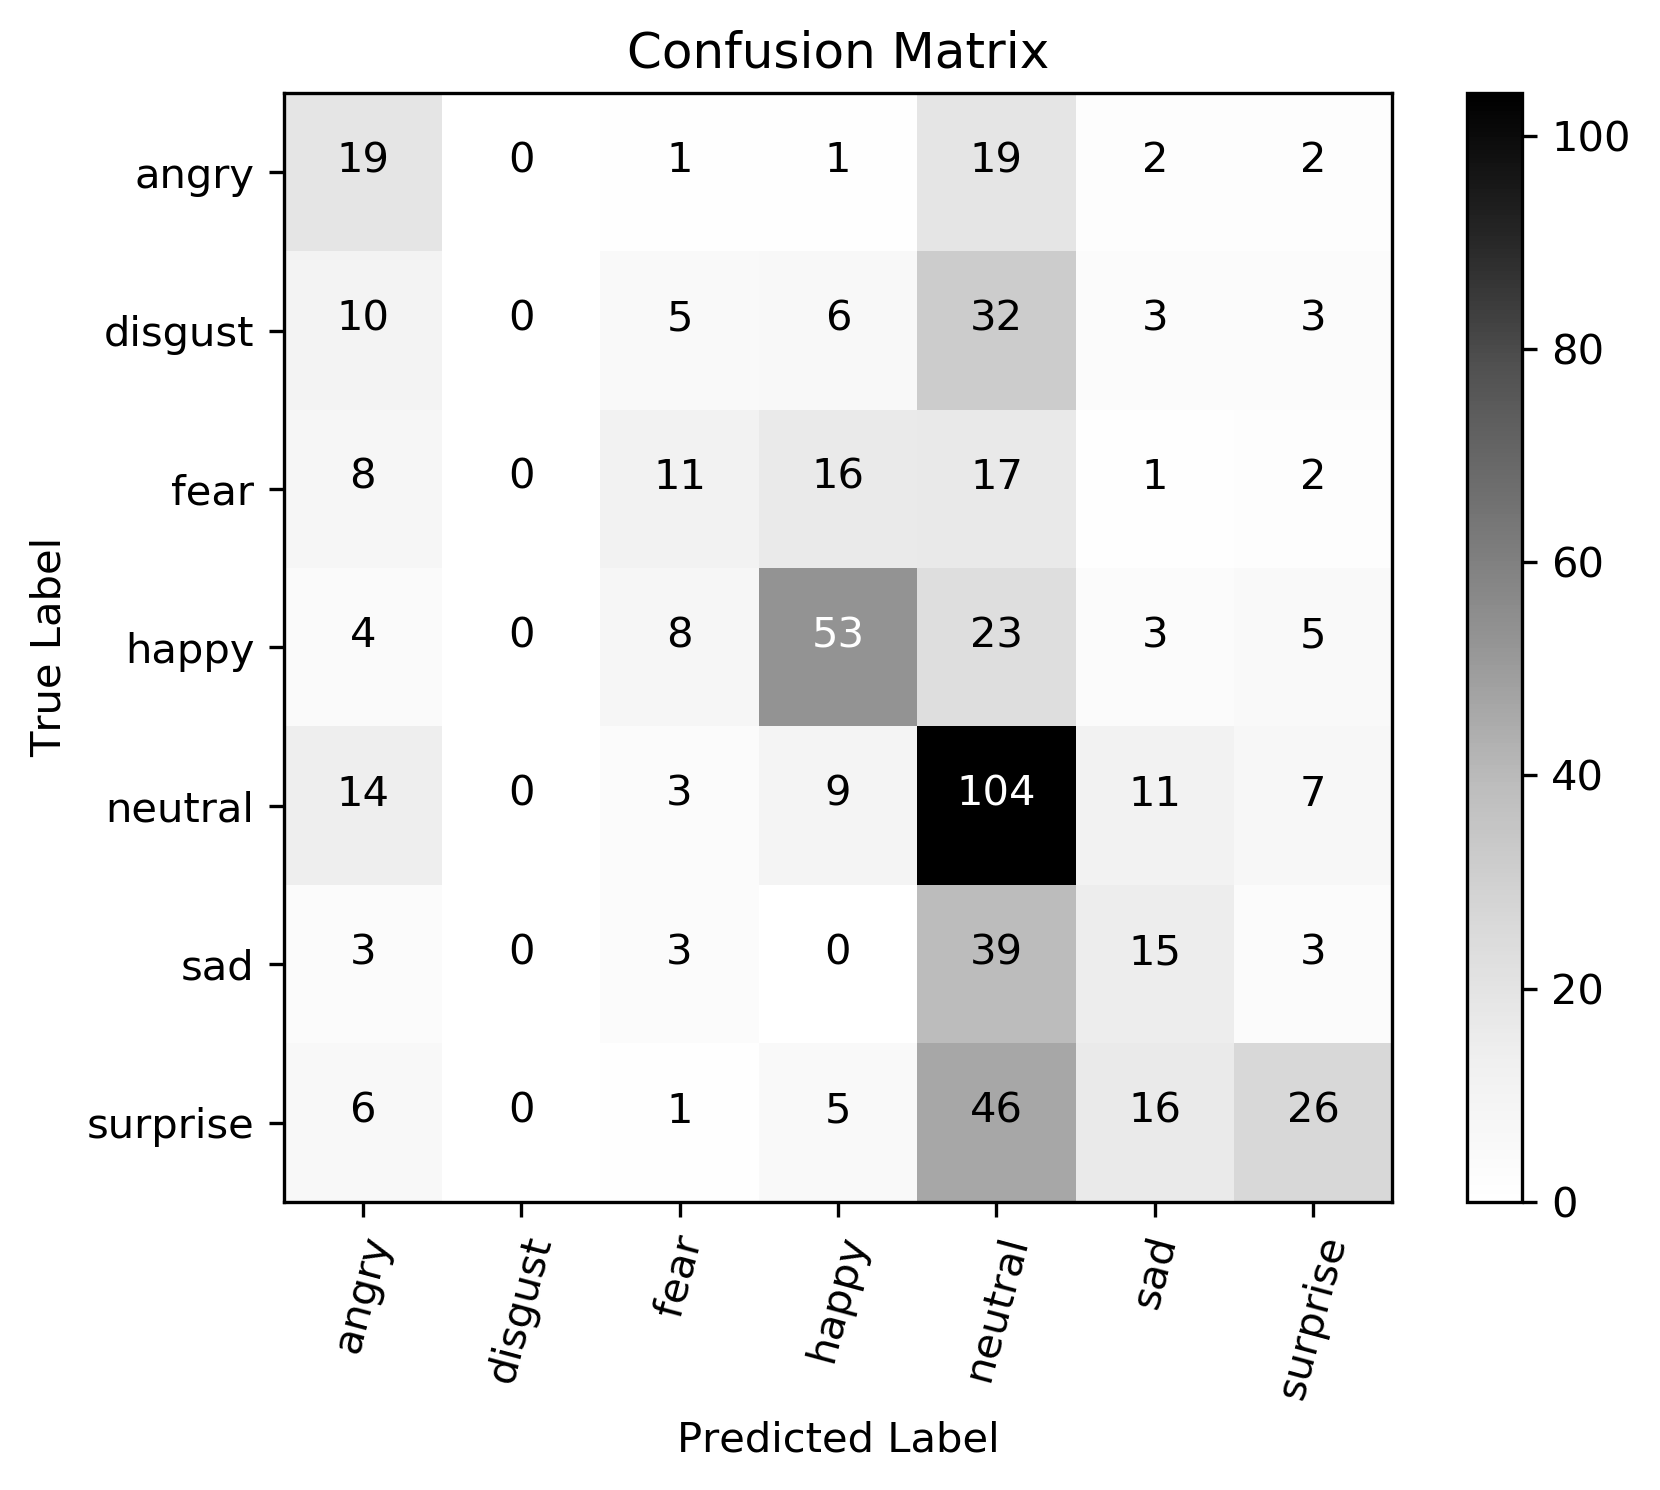 Confusion Matrix
angry 19 0 1 1 19 2 2
disgust 10 0 5 6 32 3 3
fear 8 0 11 16 17 1 2
happy 4 0 8 53 23 3 5
neutral 14 0 3 9 104 11 7
sad 3 0 3 0 39 15 3
surprise 6 0 1 5 46 16 26
True Label
angry disgust fear happy neutral sad surprise
Predicted Label
100
80
60
40
20
0